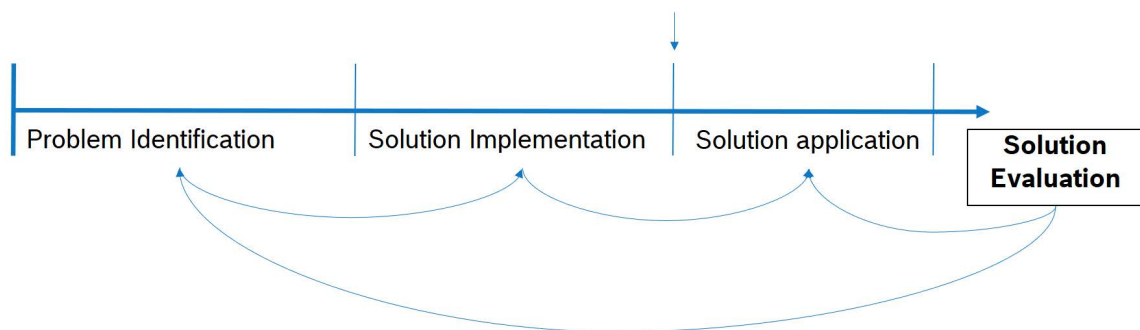 Problem Identification
Solution Implementation
Solution application
Solution
Evaluation